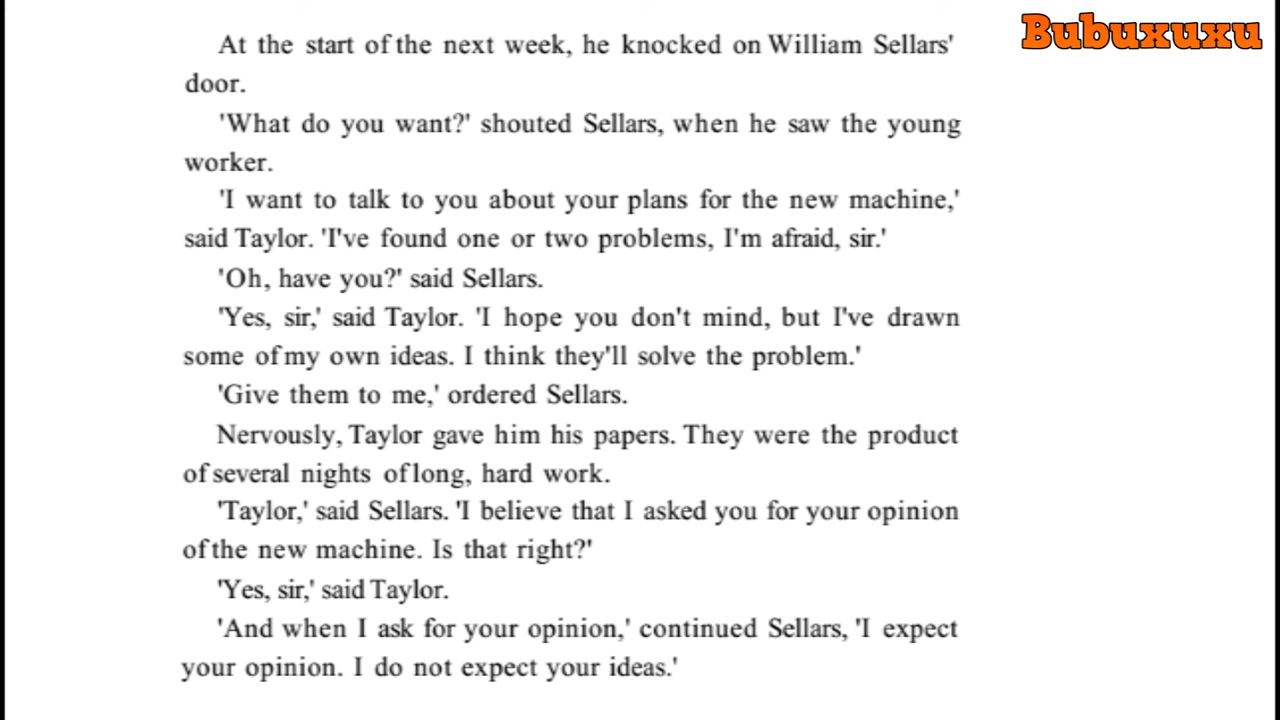 Bubuxuxu
At the start of the next week, he knocked on William Sellars'
door.
'What do you want?' shouted Sellars, when he saw the young
worker.
'I want to talk to you about your plans for the new machine,'
said Taylor. 'I've found one or two problems, I'm afraid, sir.'
'Oh, have you?' said Sellars.
'Yes, sir,' said Taylor. 'I hope you don't mind, but I've drawn
some of my own ideas. I think they'll solve the problem.'
'Give them to me,' ordered Sellars.
Nervously, Taylor gave him his papers. They were the product
of several nights of long, hard work.
'Taylor,' said Sellars. 'I believe that I asked you for your opinion
of the new machine. Is that right?'
'Yes, sir,' said Taylor.
'And when I ask for your opinion,' continued Sellars, 'I expect
your opinion. I do not expect your ideas.'